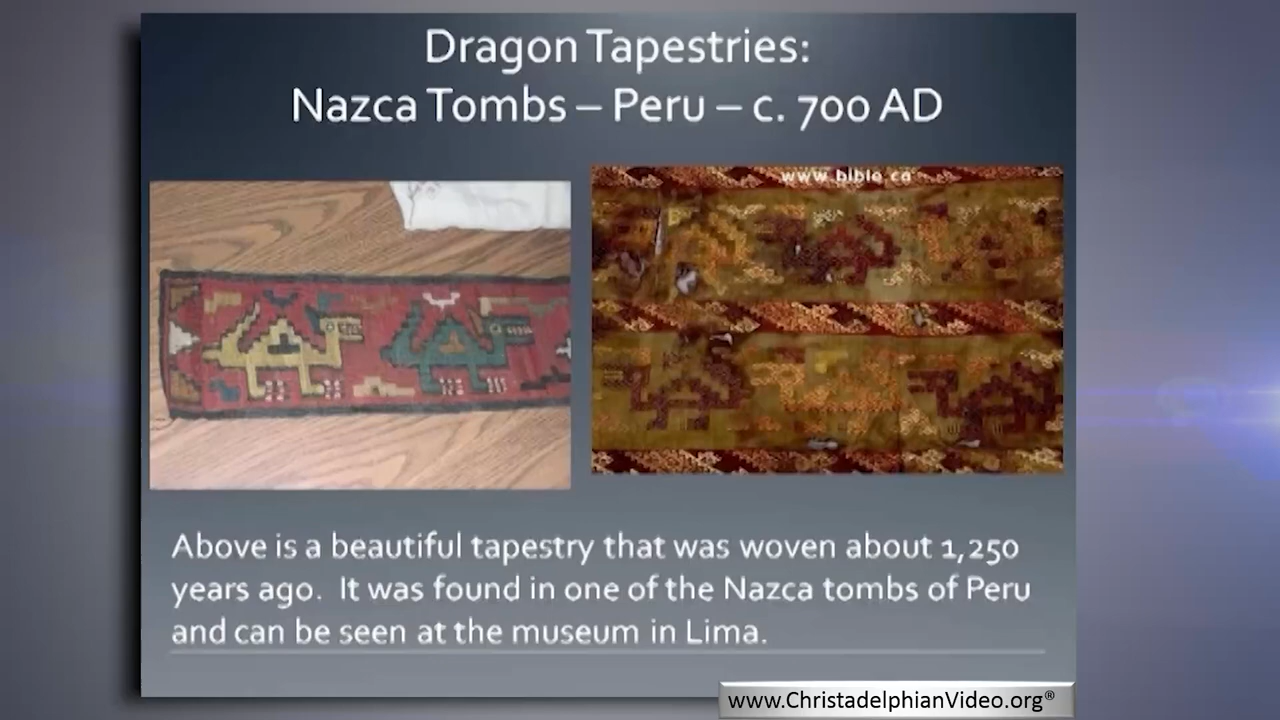 Dragon Tapestries:
Nazca Tombs – Peru – c. 700 AD
www.bible.ca
Above is a beautiful tapestry that was woven about 1,250
years ago. It was found in one of the Nazca tombs of Peru
and can be seen at the museum in Lima.
www.ChristadelphianVideo.org®